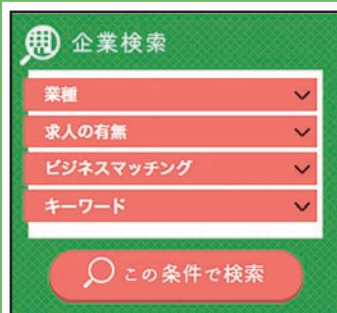 企業検索
業種
求人の有無
ビジネスマッチング
キーワード
この条件で検索